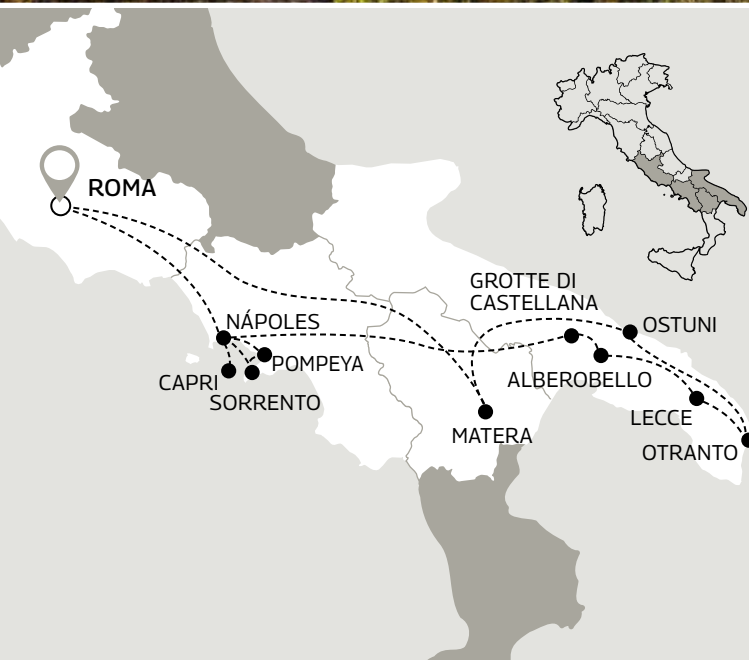 ROMA
GROTTE DI
CASTELLANA
NÁPOLES
OSTUNI
POMPEYA
CAPRI
ALBEROBELLO
SORRENTO
LECCE
MATERA
OTRANTO